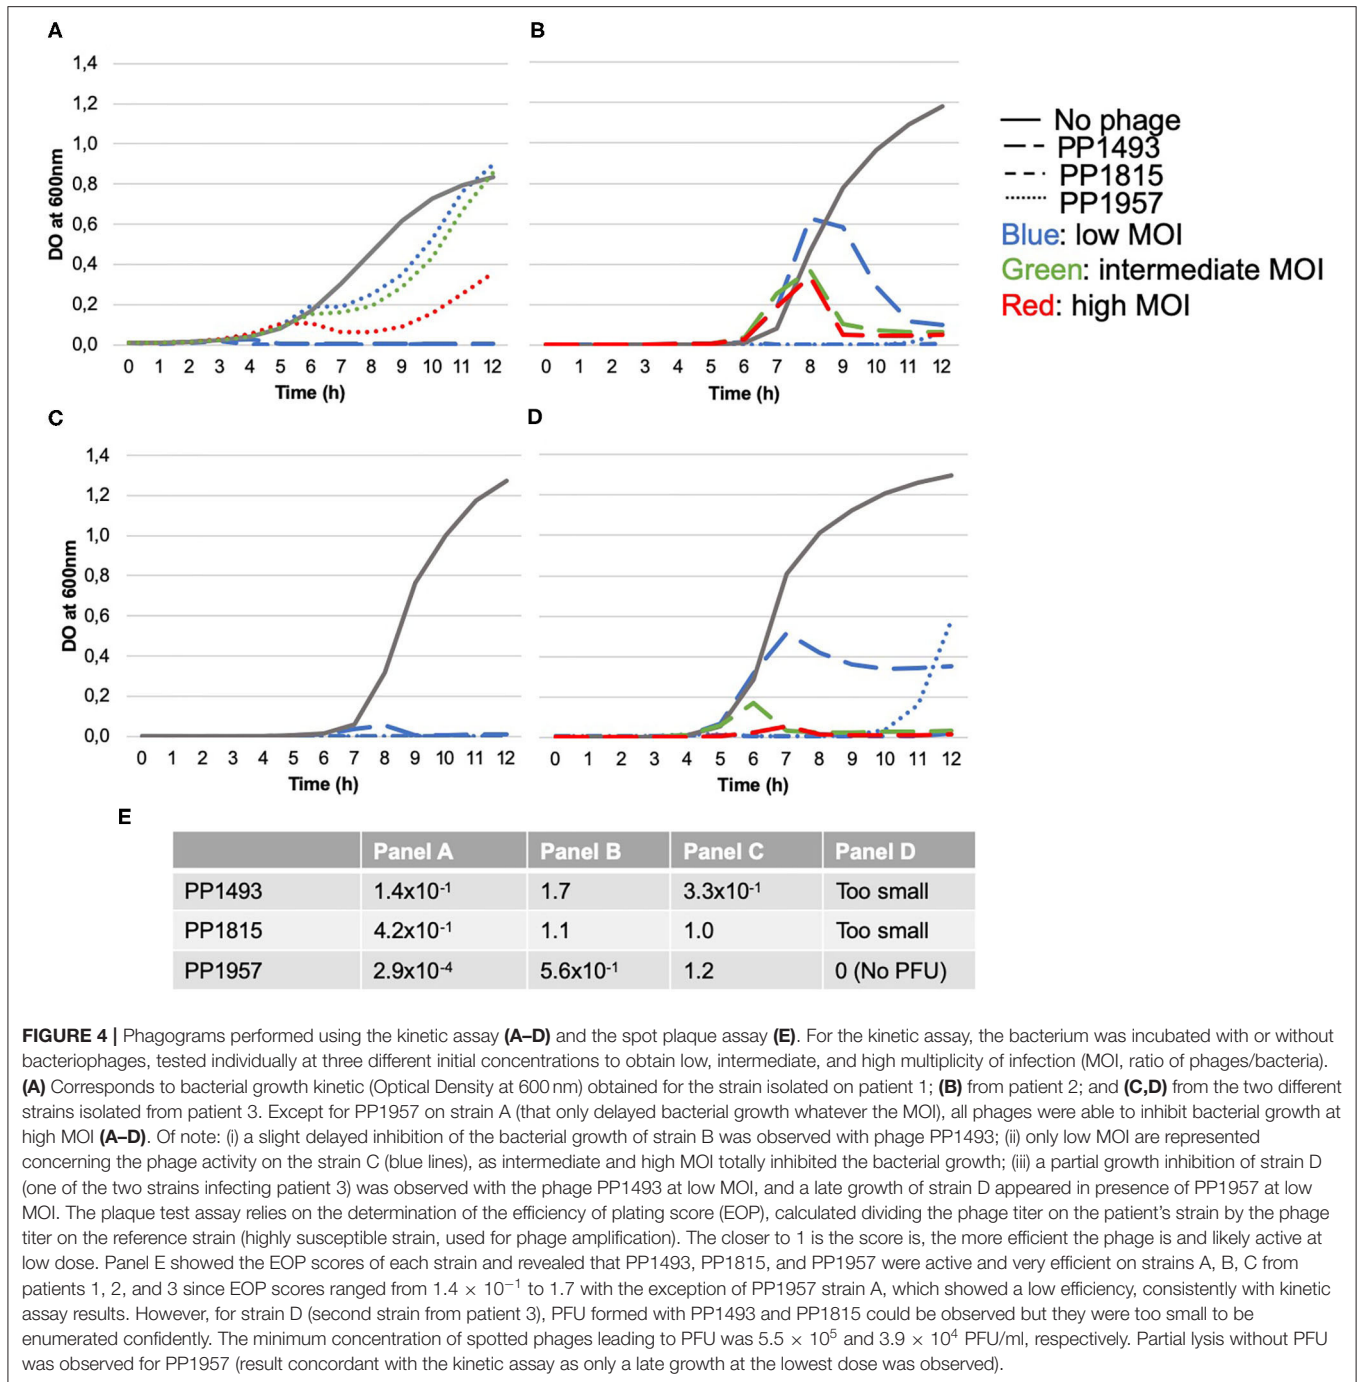 A
B
1,4
1,2
1,0
0,8
0,6
0,4
0,2
0,0
DO at 600nm
0 1 2 3 4 5 6 7 8 9 10 11 12
Time (h)
0 1 2 3 4 5 6 7 8 9 10 11 12
Time (h)
No phage
PP1493
PP1815
PP1957
Blue: low MOI
Green: intermediate MOI
Red: high MOI
C
D
1,4
1,2
1,0
0,8
0,6
0,4
0,2
0,0
DO at 600nm
0 1 2 3 4 5 6 7 8 9 10 11 12
Time (h)
0 1 2 3 4 5 6 7 8 9 10 11 12
Time (h)
E
Panel A Panel B Panel C Panel D
PP1493 1.4x10⁻¹ 1.7 3.3x10⁻¹ Too small
PP1815 4.2x10⁻¹ 1.1 1.0 Too small
PP1957 2.9x10⁻⁴ 5.6x10⁻¹ 1.2 0 (No PFU)
FIGURE 4 | Phagograms performed using the kinetic assay (A–D) and the spot plaque assay (E). For the kinetic assay, the bacterium was incubated with or without
bacteriophages, tested individually at three different initial concentrations to obtain low, intermediate, and high multiplicity of infection (MOI, ratio of phages/bacteria).
(A) Corresponds to bacterial growth kinetic (Optical Density at 600 nm) obtained for the strain isolated on patient 1; (B) from patient 2; and (C,D) from the two different
strains isolated from patient 3. Except for PP1957 on strain A (that only delayed bacterial growth whatever the MOI), all phages were able to inhibit bacterial growth at
high MOI (A–D). Of note: (i) a slight delayed inhibition of the bacterial growth of strain B was observed with phage PP1493; (ii) only low MOI are represented
concerning the phage activity on the strain C (blue lines), as intermediate and high MOI totally inhibited the bacterial growth; (iii) a partial growth inhibition of strain D
(one of the two strains infecting patient 3) was observed with the phage PP1493 at low MOI, and a late growth of strain D appeared in presence of PP1957 at low
MOI. The plaque test assay relies on the determination of the efficiency of plating score (EOP), calculated dividing the phage titer on the patient's strain by the phage
titer on the reference strain (highly susceptible strain, used for phage amplification). The closer to 1 is the score is, the more efficient the phage is and likely active at
low dose. Panel E showed the EOP scores of each strain and revealed that PP1493, PP1815, and PP1957 were active and very efficient on strains A, B, C from
patients 1, 2, and 3 since EOP scores ranged from 1.4 × 10⁻¹ to 1.7 with the exception of PP1957 strain A, which showed a low efficiency, consistently with kinetic
assay results. However, for strain D (second strain from patient 3), PFU formed with PP1493 and PP1815 could be observed but they were too small to be
enumerated confidently. The minimum concentration of spotted phages leading to PFU was 5.5 × 10⁵ and 3.9 × 10⁴ PFU/ml, respectively. Partial lysis without PFU
was observed for PP1957 (result concordant with the kinetic assay as only a late growth at the lowest dose was observed).